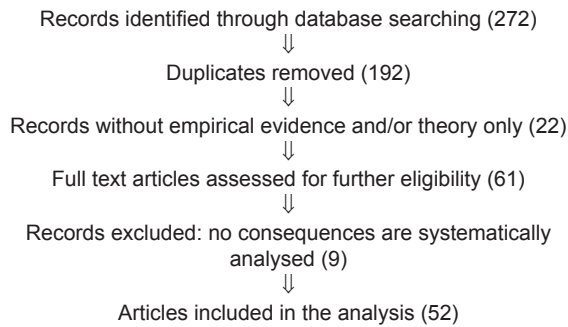 Records identified through database searching (272)
⇓
Duplicates removed (192)
⇓
Records without empirical evidence and/or theory only (22)
⇓
Full text articles assessed for further eligibility (61)
⇓
Records excluded: no consequences are systematically
analysed (9)
⇓
Articles included in the analysis (52)